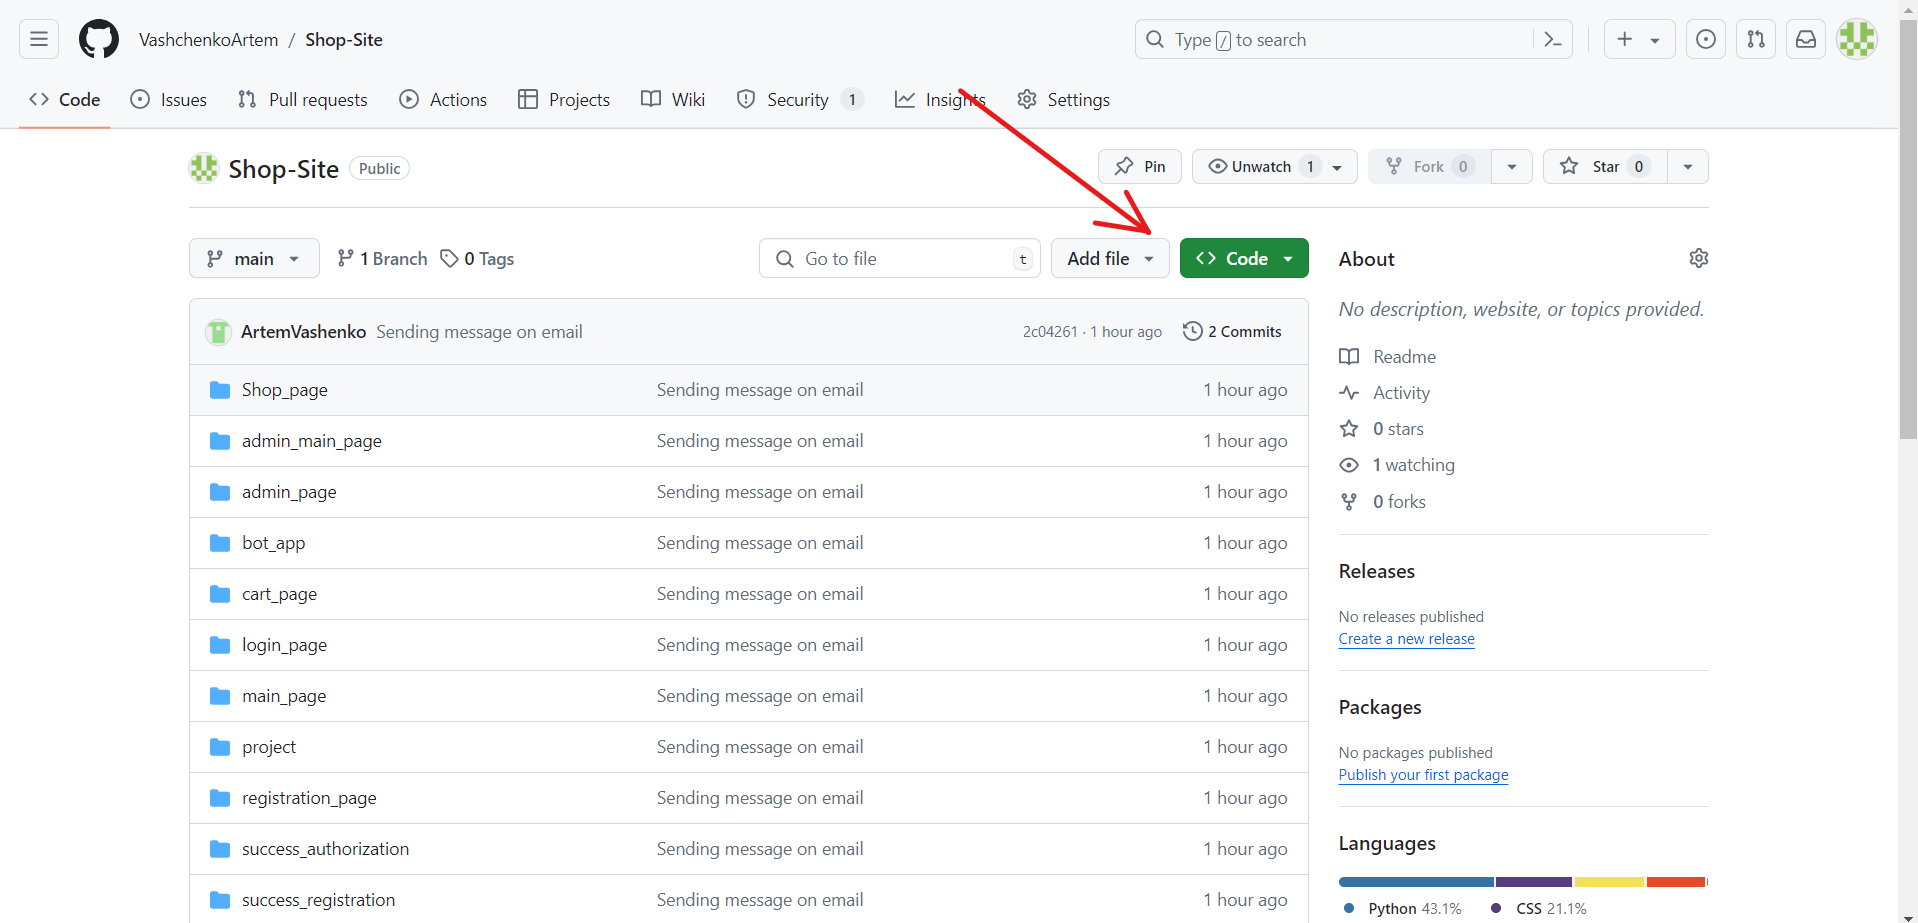 VashchenkoArtem / Shop-Site
Type / to search
Code Issues Pull requests Actions Projects Wiki Security 1 Insights Settings
Shop-Site Public
Pin Unwatch 1 Fork 0 Star 0
main 1 Branch 0 Tags Go to file t Add file Code
ArtemVashenko Sending message on email 2c04261 · 1 hour ago 2 Commits
Shop_page Sending message on email 1 hour ago
admin_main_page Sending message on email 1 hour ago
admin_page Sending message on email 1 hour ago
bot_app Sending message on email 1 hour ago
cart_page Sending message on email 1 hour ago
login_page Sending message on email 1 hour ago
main_page Sending message on email 1 hour ago
project Sending message on email 1 hour ago
registration_page Sending message on email 1 hour ago
success_authorization Sending message on email 1 hour ago
success_registration Sending message on email 1 hour ago
About
No description, website, or topics provided.
Readme
Activity
0 stars
1 watching
0 forks
Releases
No releases published
Create a new release
Packages
No packages published
Publish your first package
Languages
Python 43.1% CSS 21.1%